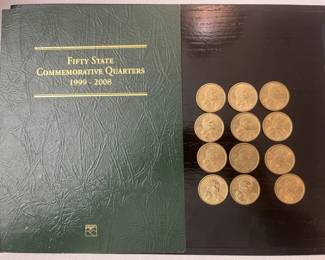 FIFTY STATE
COMMEMORATIVE QUARTERS
1999 - 2008